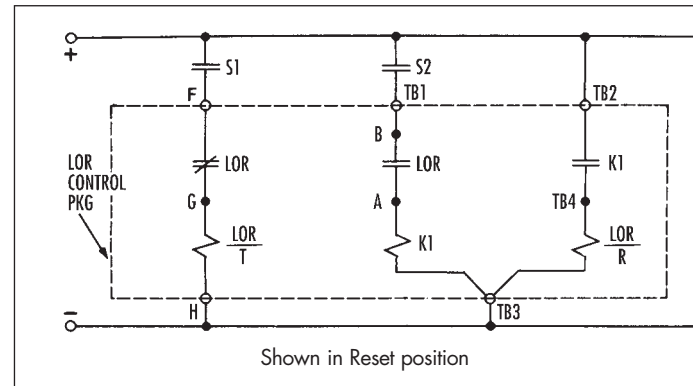 +
S1
S2
F
TB1
TB2
B
LOR
CONTROL
PKG
LOR
LOR
K1
G
A
TB4
LOR
T
K1
LOR
R
−
H
TB3
Shown in Reset position